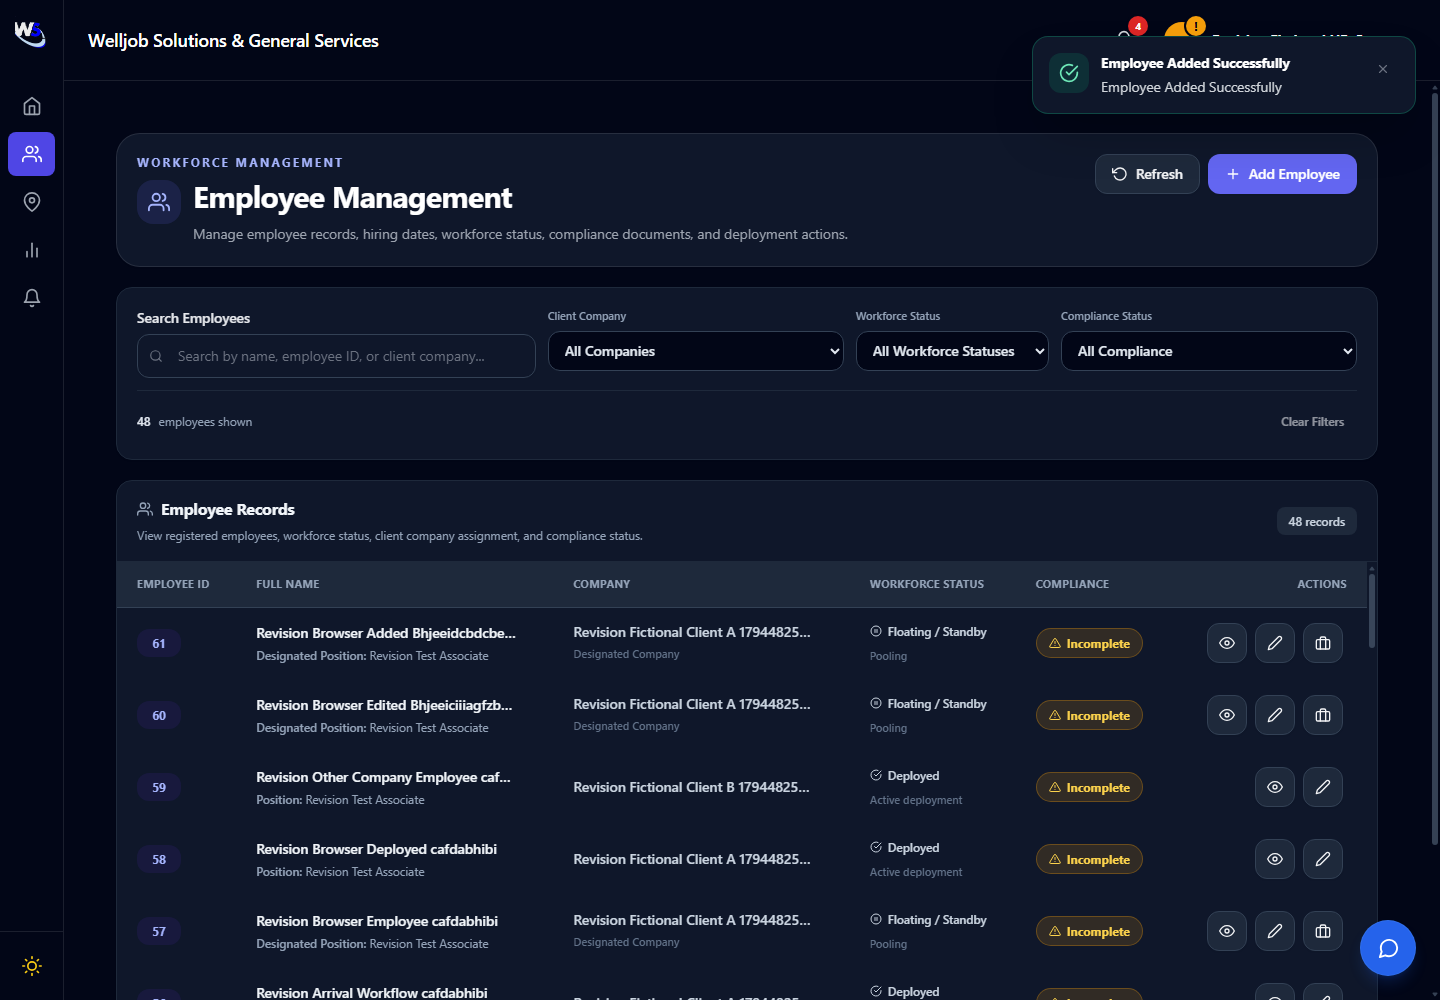 WS
Welljob Solutions & General Services
4
!
Employee Added Successfully
Employee Added Successfully
WORKFORCE MANAGEMENT
Employee Management
Manage employee records, hiring dates, workforce status, compliance documents, and deployment actions.
Refresh
Add Employee
Search Employees
Search by name, employee ID, or client company...
Client Company
All Companies
Workforce Status
All Workforce Statuses
Compliance Status
All Compliance
48 employees shown
Clear Filters
Employee Records
View registered employees, workforce status, client company assignment, and compliance status.
48 records
EMPLOYEE ID FULL NAME COMPANY WORKFORCE STATUS COMPLIANCE ACTIONS
61
Revision Browser Added Bhjeeidcbdcbe...
Designated Position: Revision Test Associate
Revision Fictional Client A 17944825...
Designated Company
Floating / Standby
Pooling
Incomplete
60
Revision Browser Edited Bhjeeiciiiagfzb...
Designated Position: Revision Test Associate
Revision Fictional Client A 17944825...
Designated Company
Floating / Standby
Pooling
Incomplete
59
Revision Other Company Employee caf...
Position: Revision Test Associate
Revision Fictional Client B 17944825...
Deployed
Active deployment
Incomplete
58
Revision Browser Deployed cafdabhibi
Position: Revision Test Associate
Revision Fictional Client A 17944825...
Deployed
Active deployment
Incomplete
57
Revision Browser Employee cafdabhibi
Designated Position: Revision Test Associate
Revision Fictional Client A 17944825...
Designated Company
Floating / Standby
Pooling
Incomplete
Revision Arrival Workflow cafdabhibi
Deployed